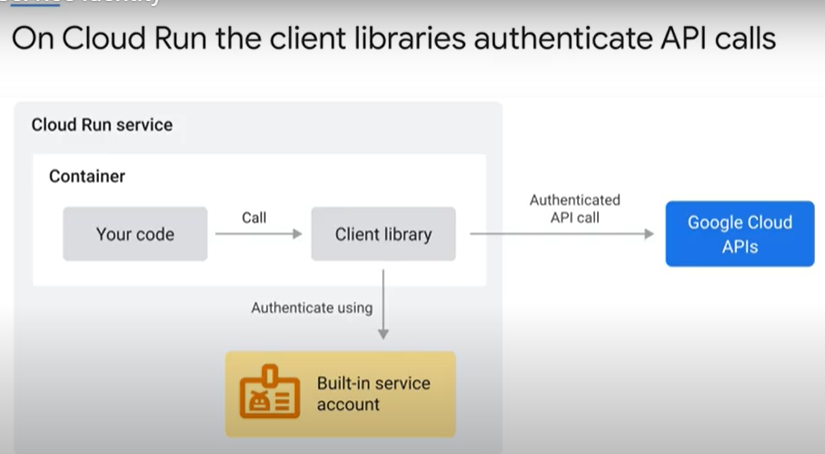 On Cloud Run the client libraries authenticate API calls
Cloud Run service
Container
Your code
Call
Client library
Authenticated
API call
Google Cloud
APIs
Authenticate using
Built-in service
account